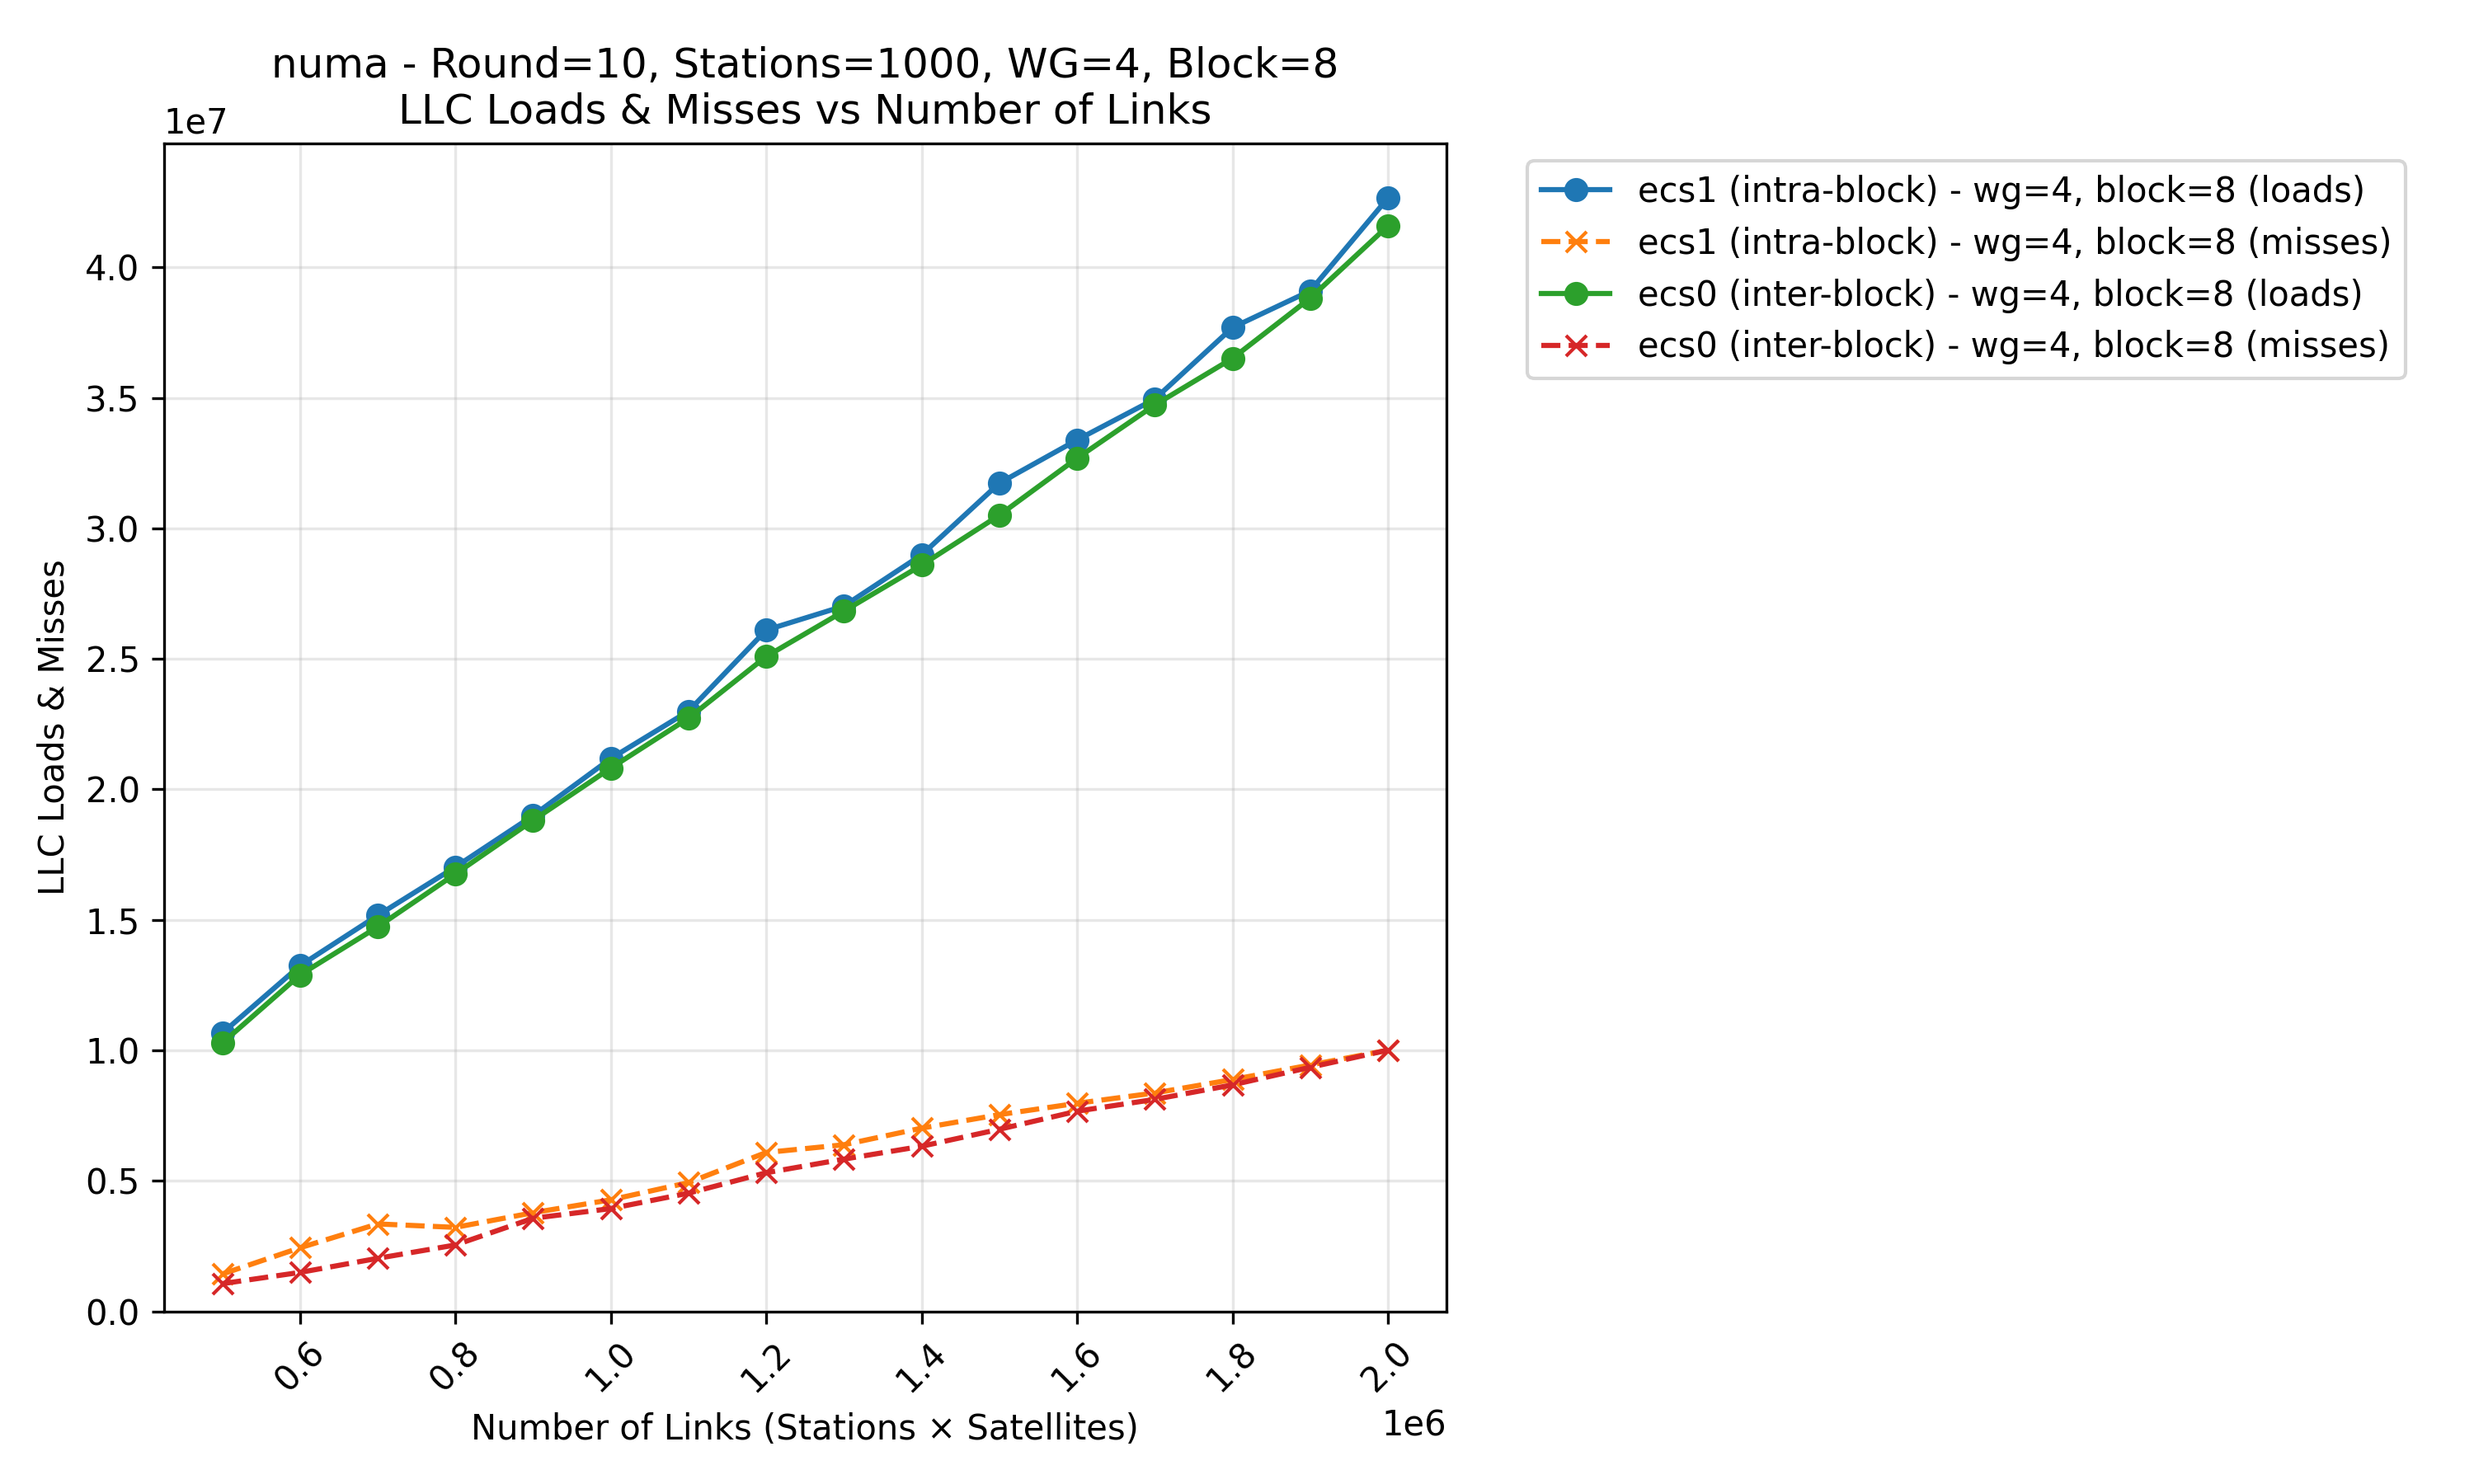 numa - Round=10, Stations=1000, WG=4, Block=8
LLC Loads & Misses vs Number of Links
1e7
4.0
3.5
3.0
2.5
2.0
1.5
1.0
0.5
0.0
LLC Loads & Misses
0.6
0.8
1.0
1.2
1.4
1.6
1.8
2.0
1e6
Number of Links (Stations × Satellites)
ecs1 (intra-block) - wg=4, block=8 (loads)
ecs1 (intra-block) - wg=4, block=8 (misses)
ecs0 (inter-block) - wg=4, block=8 (loads)
ecs0 (inter-block) - wg=4, block=8 (misses)